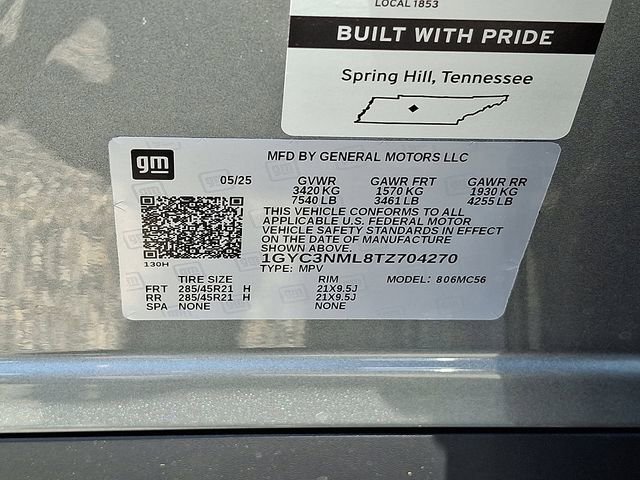 LOCAL 1853
BUILT WITH PRIDE
Spring Hill, Tennessee
gm
MFD BY GENERAL MOTORS LLC
05/25 GVWR GAWR FRT GAWR RR
3420 KG 1570 KG 1930 KG
7540 LB 3461 LB 4255 LB
THIS VEHICLE CONFORMS TO ALL
APPLICABLE U.S. FEDERAL MOTOR
VEHICLE SAFETY STANDARDS IN EFFECT
ON THE DATE OF MANUFACTURE
SHOWN ABOVE.
1GYC3NML8TZ704270
130H
TYPE: MPV
TIRE SIZE RIM MODEL: 806MC56
FRT 285/45R21 H 21X9.5J
RR 285/45R21 H 21X9.5J
SPA NONE NONE